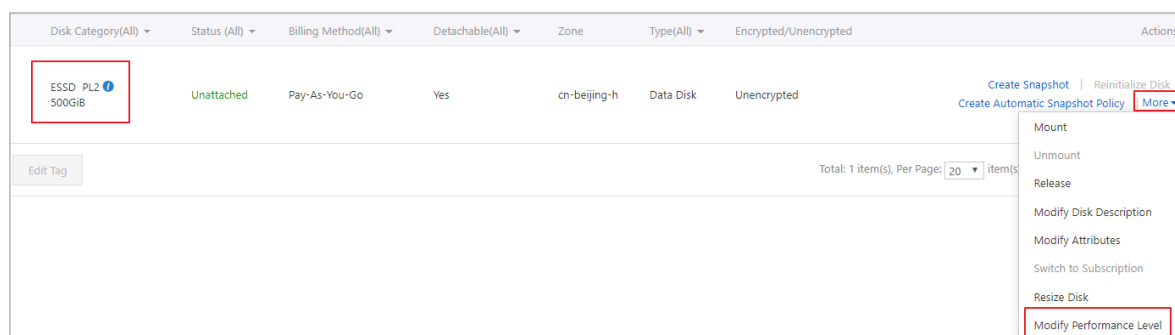 Disk Category(All) Status (All) Billing Method(All) Detachable(All) Zone Type(All) Encrypted/Unencrypted Actions
ESSD PL2
500GiB
Unattached Pay-As-You-Go Yes cn-beijing-h Data Disk Unencrypted
Create Snapshot | Reinitialize Disk
Create Automatic Snapshot Policy | More
Mount
Unmount
Edit Tag Total: 1 item(s), Per Page: 20 item(s)
Release
Modify Disk Description
Modify Attributes
Switch to Subscription
Resize Disk
Modify Performance Level